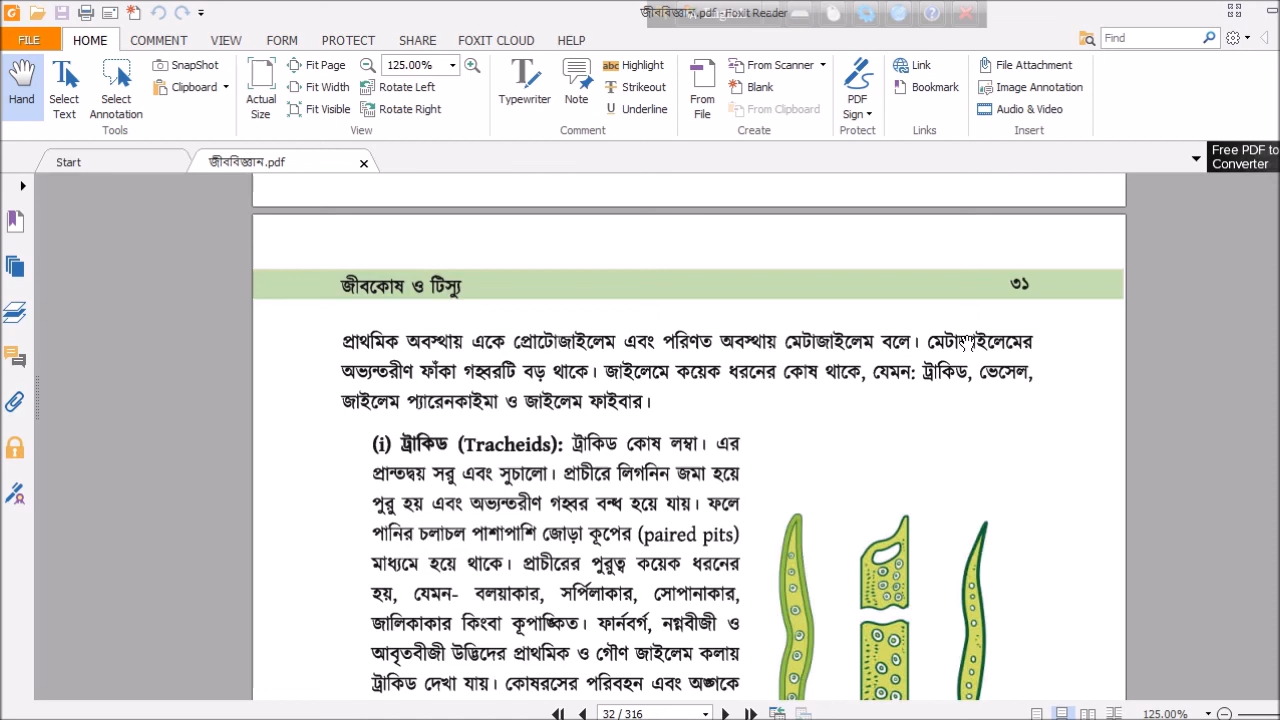 জীববিজ্ঞান.pdf - Foxit Reader
FILE HOME COMMENT VIEW FORM PROTECT SHARE FOXIT CLOUD HELP Find
Hand
Select Text
Select Annotation
SnapShot
Clipboard
Tools
Actual Size
Fit Page
Fit Width
Fit Visible
125.00%
Rotate Left
Rotate Right
View
Typewriter
Note
Highlight
Strikeout
Underline
Comment
From File
From Scanner
Blank
From Clipboard
Create
PDF Sign
Protect
Link
Bookmark
Links
File Attachment
Image Annotation
Audio & Video
Insert
Start জীববিজ্ঞান.pdf
Free PDF to
Converter
জীবকোষ ও টিস্যু ৩১
প্রাথমিক অবস্থায় একে প্রোটোজাইলেম এবং পরিণত অবস্থায় মেটাজাইলেম বলে। মেটাজাইলেমের
অভ্যন্তরীণ ফাঁকা গহ্বরটি বড় থাকে। জাইলেমে কয়েক ধরনের কোষ থাকে, যেমন: ট্রাকিড, ভেসেল,
জাইলেম প্যারেনকাইমা ও জাইলেম ফাইবার।
(i) ট্রাকিড (Tracheids): ট্রাকিড কোষ লম্বা। এর
প্রান্তদ্বয় সরু এবং সুচালো। প্রাচীরে লিগনিন জমা হয়ে
পুরু হয় এবং অভ্যন্তরীণ গহ্বর বন্ধ হয়ে যায়। ফলে
পানির চলাচল পাশাপাশি জোড়া কূপের (paired pits)
মাধ্যমে হয়ে থাকে। প্রাচীরের পুরুত্ব কয়েক ধরনের
হয়, যেমন- বলয়াকার, সর্পিলাকার, সোপানাকার,
জালিকাকার কিংবা কূপাঙ্কিত। ফার্নবর্গ, নগ্নবীজী ও
আবৃতবীজী উদ্ভিদের প্রাথমিক ও গৌণ জাইলেম কলায়
ট্রাকিড দেখা যায়। কোষরসের পরিবহন এবং অঙ্গকে
32 / 316 125.00%